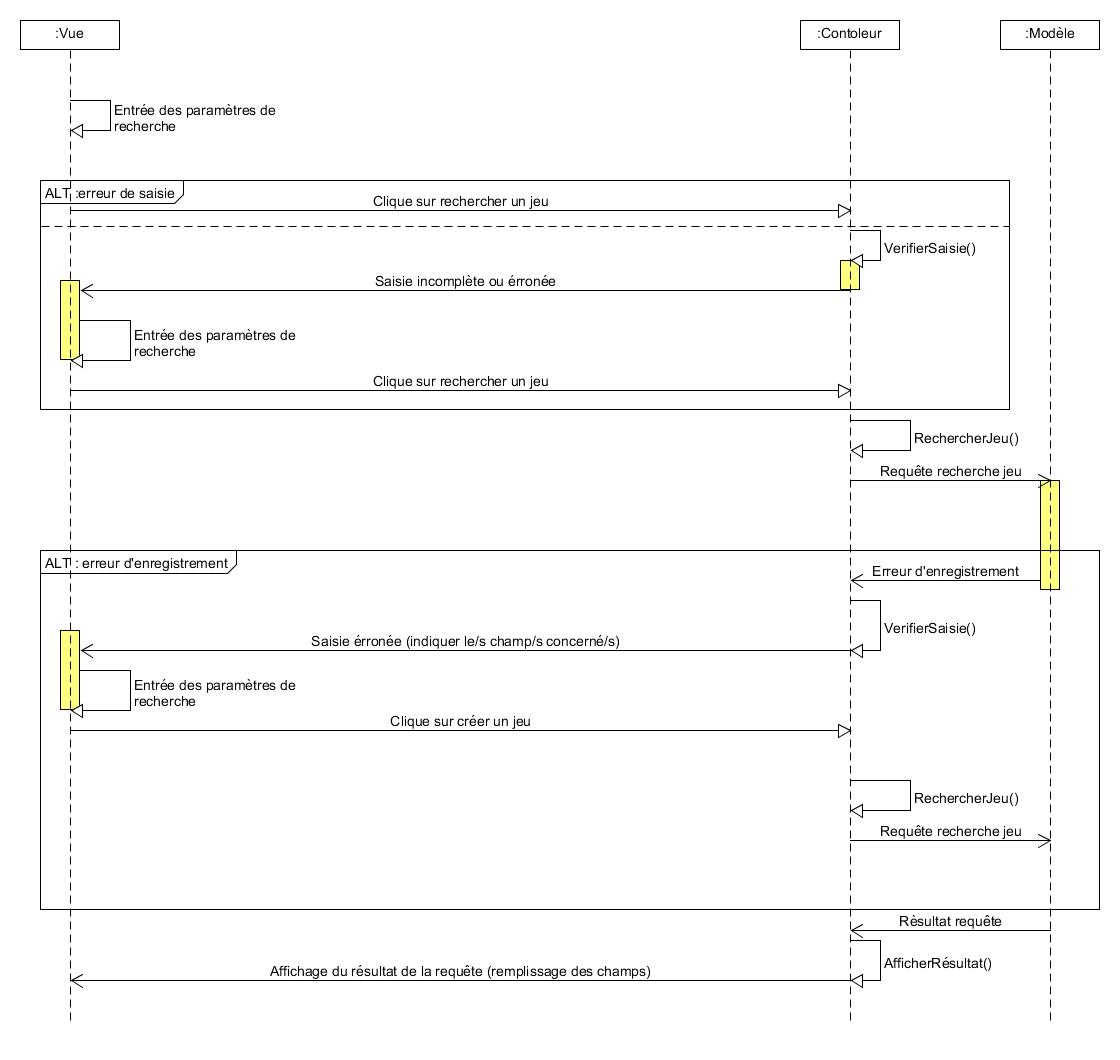 :Vue
:Contoleur
:Modèle
Entrée des paramètres de
recherche
ALT :erreur de saisie
Clique sur rechercher un jeu
VerifierSaisie()
Saisie incomplète ou érronée
Entrée des paramètres de
recherche
Clique sur rechercher un jeu
RechercherJeu()
Requête recherche jeu
ALT : erreur d'enregistrement
Erreur d'enregistrement
VerifierSaisie()
Saisie érronée (indiquer le/s champ/s concerné/s)
Entrée des paramètres de
recherche
Clique sur créer un jeu
RechercherJeu()
Requête recherche jeu
Rèsultat requête
AfficherRésultat()
Affichage du résultat de la requête (remplissage des champs)